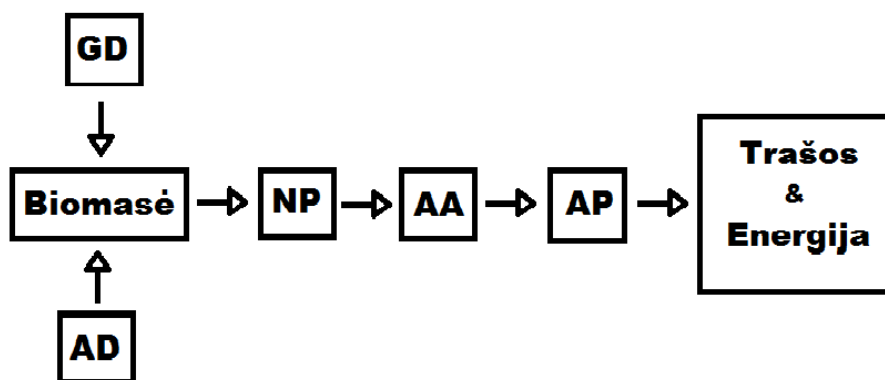 GD
Biomasė
NP
AA
AP
Trašos
&
Energija
AD